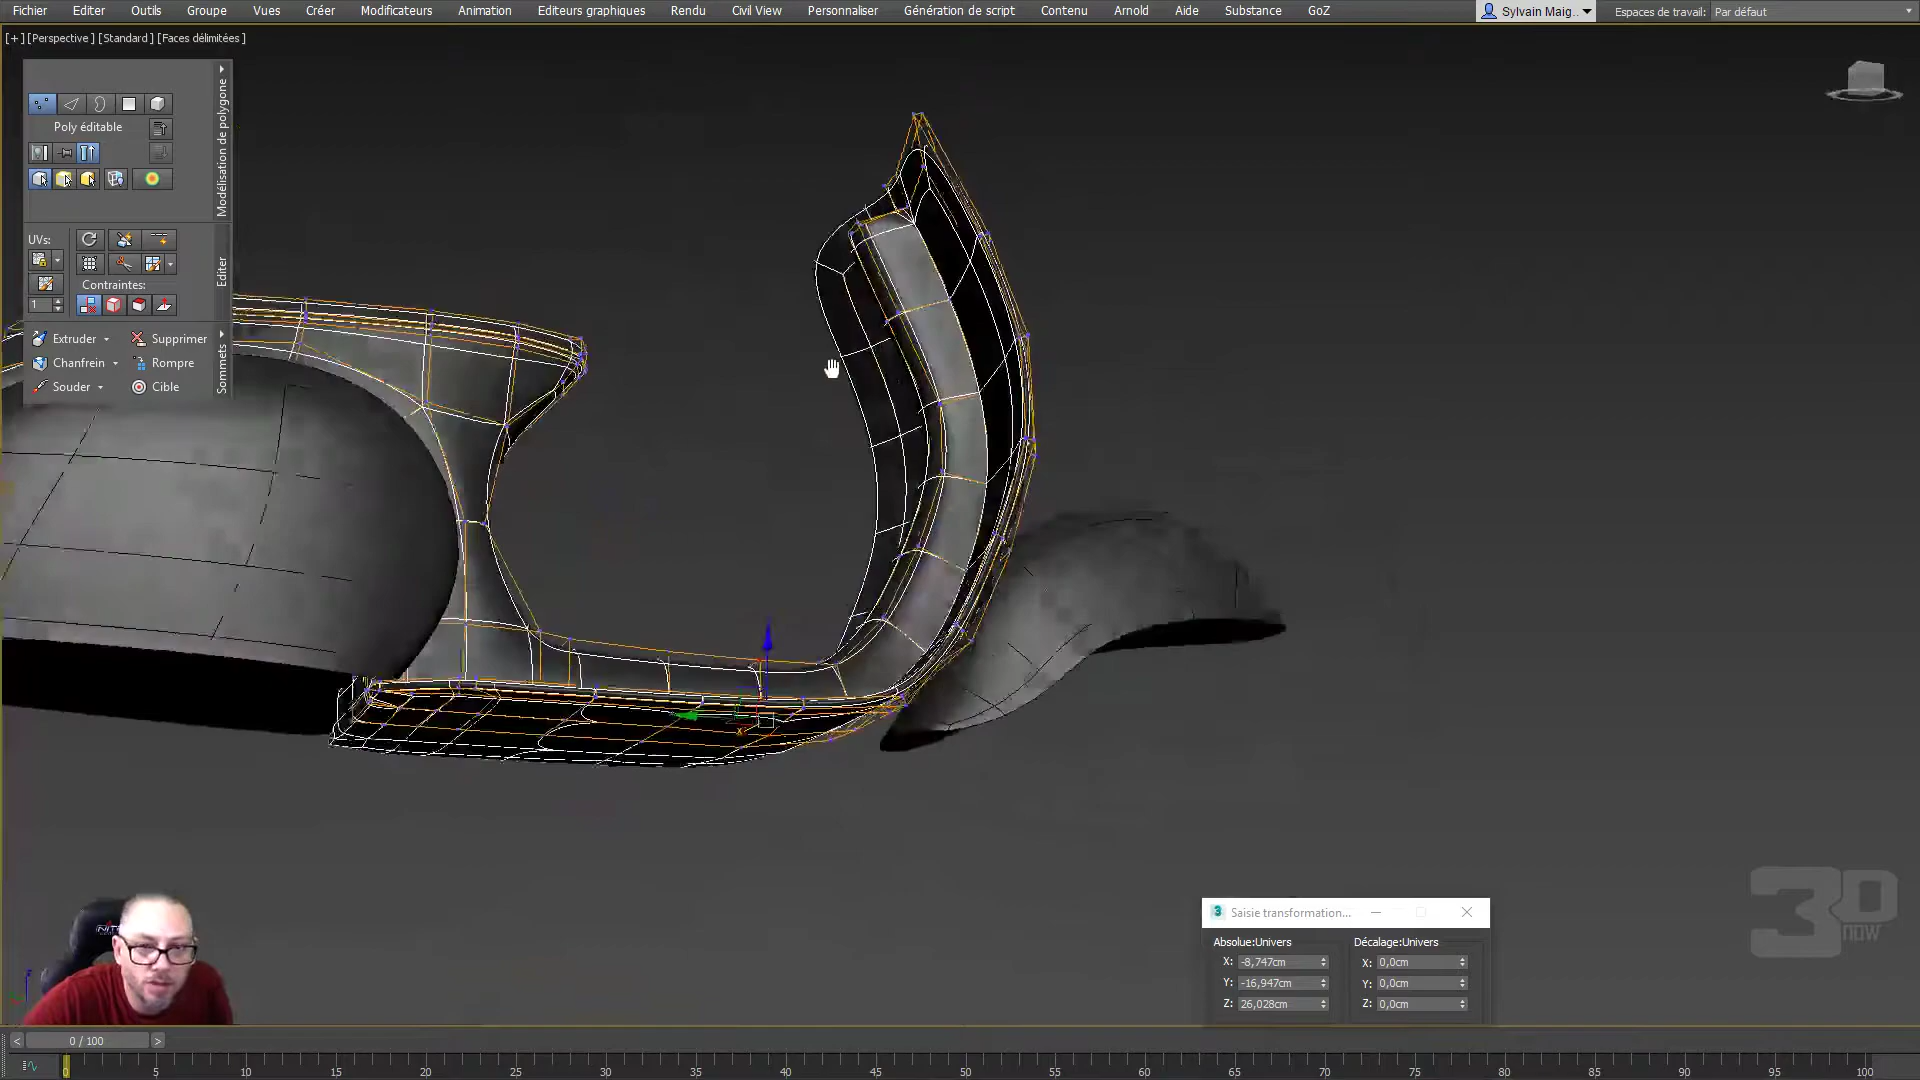 Fichier Editer Outils Groupe Vues Créer Modificateurs Animation Editeurs graphiques Rendu Civil View Personnaliser Génération de script Contenu Arnold Aide Substance GoZ Sylvain Maig.. Espaces de travail: Par défaut
[+] [Perspective ] [Standard ] [Faces délimitées ]
Modélisation de polygone
Poly éditable
UVs:
Editer
Contraintes:
1
Extruder Supprimer
Chanfrein Rompre
Souder Cible
Sommets
x
3D
now
3 Saisie transformation...
Absolue:Univers Décalage:Univers
X: -8,747cm X: 0,0cm
Y: -16,947cm Y: 0,0cm
Z: 26,028cm Z: 0,0cm
< 0 / 100 >
0 5 10 15 20 25 30 35 40 45 50 55 60 65 70 75 80 85 90 95 100